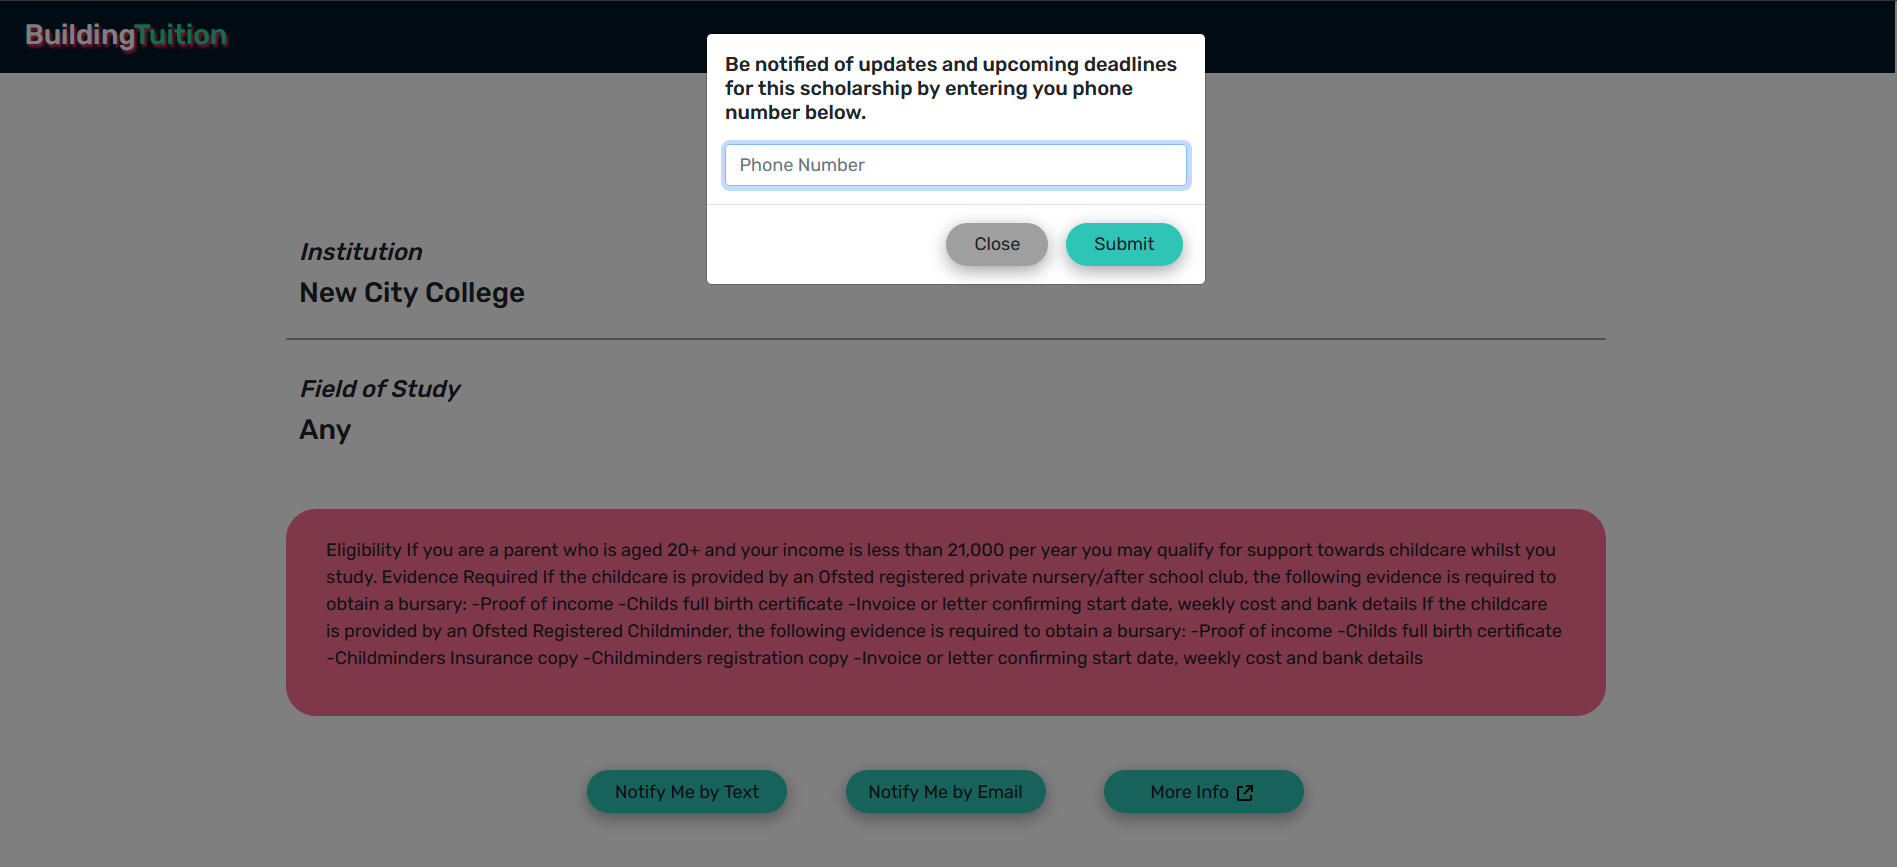 BuildingTuition
Be notified of updates and upcoming deadlines
for this scholarship by entering you phone
number below.
Phone Number
Close
Submit
Institution
New City College
Field of Study
Any
Eligibility If you are a parent who is aged 20+ and your income is less than 21,000 per year you may qualify for support towards childcare whilst you
study. Evidence Required If the childcare is provided by an Ofsted registered private nursery/after school club, the following evidence is required to
obtain a bursary: -Proof of income -Childs full birth certificate -Invoice or letter confirming start date, weekly cost and bank details If the childcare
is provided by an Ofsted Registered Childminder, the following evidence is required to obtain a bursary: -Proof of income -Childs full birth certificate
-Childminders Insurance copy -Childminders registration copy -Invoice or letter confirming start date, weekly cost and bank details
Notify Me by Text
Notify Me by Email
More Info